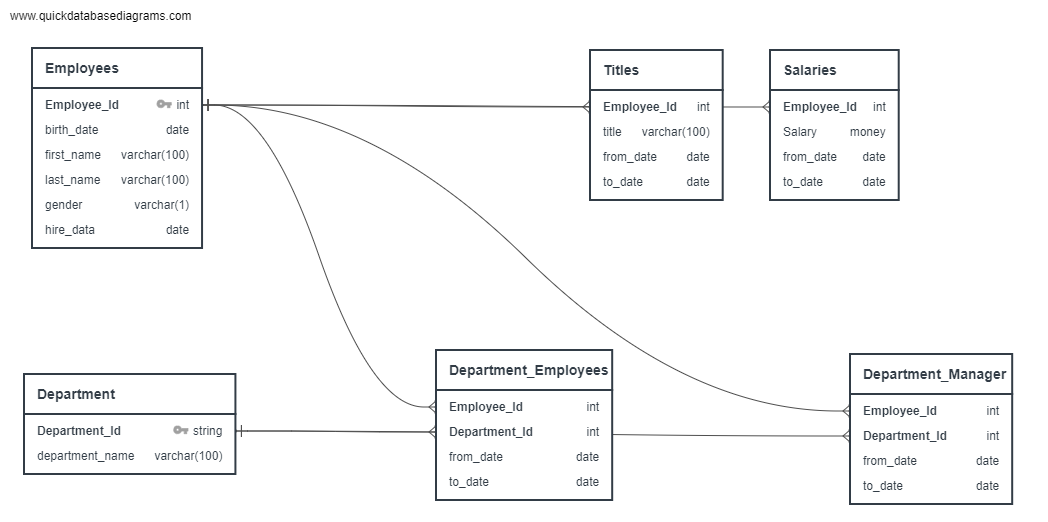 www.quickdatabasediagrams.com
Employees
Employee_Id int
birth_date date
first_name varchar(100)
last_name varchar(100)
gender varchar(1)
hire_data date
Titles
Employee_Id int
title varchar(100)
from_date date
to_date date
Salaries
Employee_Id int
Salary money
from_date date
to_date date
Department
Department_Id string
department_name varchar(100)
Department_Employees
Employee_Id int
Department_Id int
from_date date
to_date date
Department_Manager
Employee_Id int
Department_Id int
from_date date
to_date date